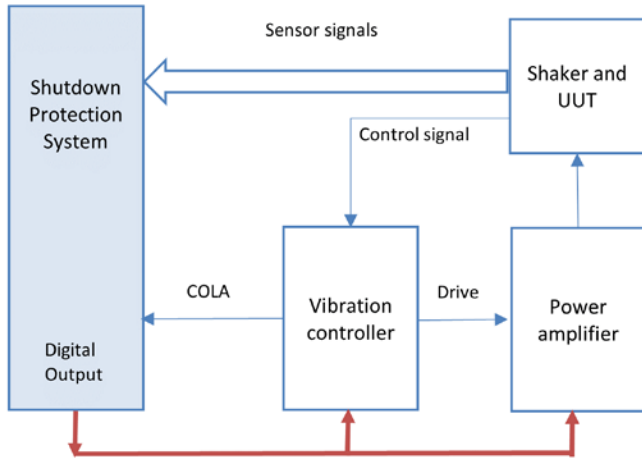 Sensor signals
Shutdown
Protection
System
Shaker and
UUT
Control signal
COLA
Vibration
controller
Drive
Power
amplifier
Digital
Output